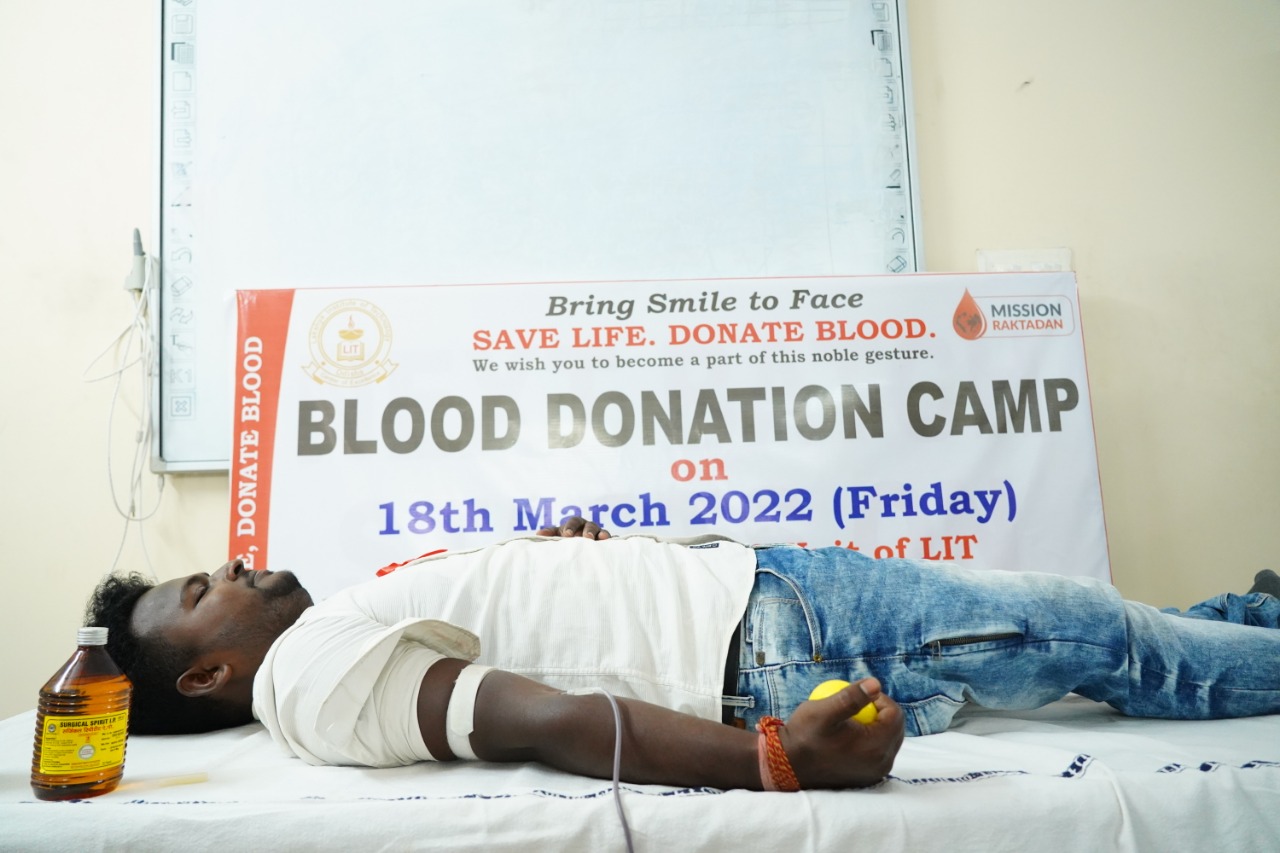 Bring Smile to Face
SAVE LIFE. DONATE BLOOD.
We wish you to become a part of this noble gesture.
MISSION
RAKTADAN
LIT
BLOOD DONATION CAMP
on
18th March 2022 (Friday)
of LIT
DONATE BLOOD
SURGICAL SPIRIT